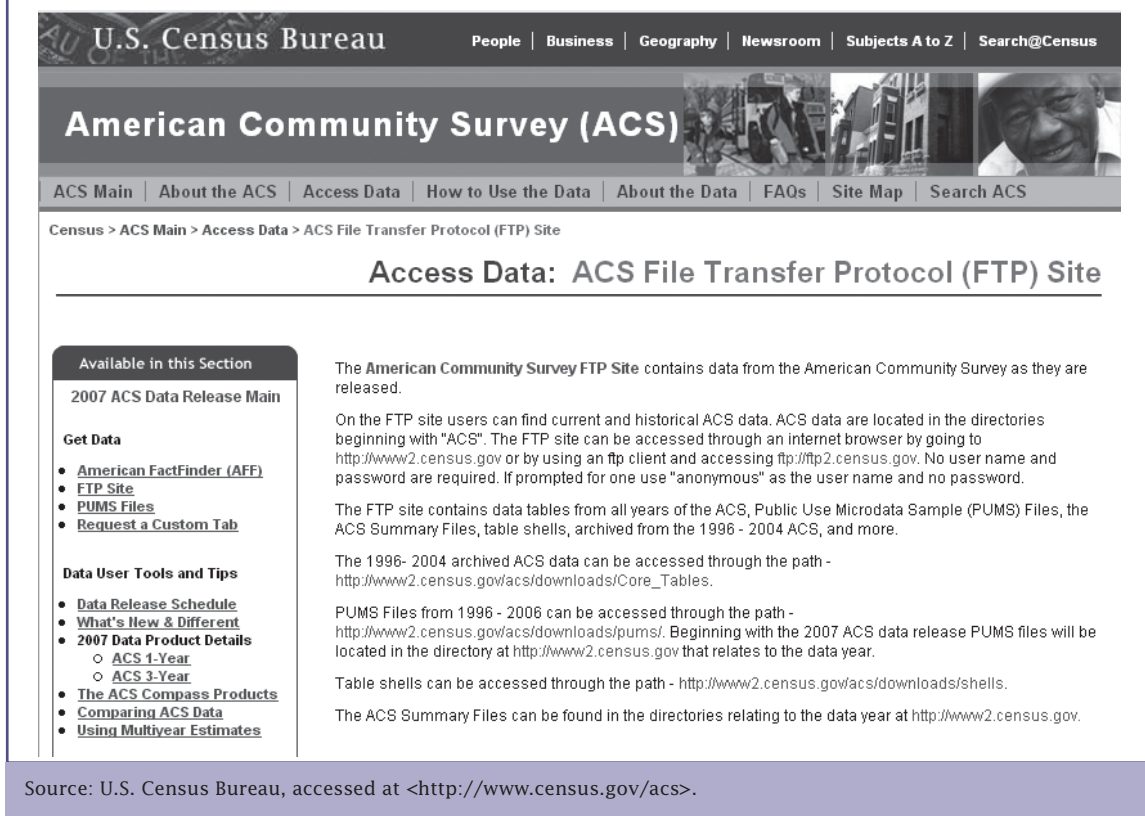 U.S. Census Bureau
People | Business | Geography | Newsroom | Subjects A to Z | Search@Census
American Community Survey (ACS)
ACS Main | About the ACS | Access Data | How to Use the Data | About the Data | FAQs | Site Map | Search ACS
Census > ACS Main > Access Data > ACS File Transfer Protocol (FTP) Site
Access Data: ACS File Transfer Protocol (FTP) Site
Available in this Section
2007 ACS Data Release Main
Get Data
• American FactFinder (AFF)
• FTP Site
• PUMS Files
• Request a Custom Tab
Data User Tools and Tips
• Data Release Schedule
• What's New & Different
• 2007 Data Product Details
○ ACS 1-Year
○ ACS 3-Year
• The ACS Compass Products
• Comparing ACS Data
• Using Multiyear Estimates
The American Community Survey FTP Site contains data from the American Community Survey as they are
released.
On the FTP site users can find current and historical ACS data. ACS data are located in the directories
beginning with "ACS". The FTP site can be accessed through an internet browser by going to
http://www2.census.gov or by using an ftp client and accessing ftp://ftp2.census.gov. No user name and
password are required. If prompted for one use "anonymous" as the user name and no password.
The FTP site contains data tables from all years of the ACS, Public Use Microdata Sample (PUMS) Files, the
ACS Summary Files, table shells, archived from the 1996 - 2004 ACS, and more.
The 1996- 2004 archived ACS data can be accessed through the path -
http://www2.census.gov/acs/downloads/Core_Tables.
PUMS Files from 1996 - 2006 can be accessed through the path -
http://www2.census.gov/acs/downloads/pums/. Beginning with the 2007 ACS data release PUMS files will be
located in the directory at http://www2.census.gov that relates to the data year.
Table shells can be accessed through the path - http://www2.census.gov/acs/downloads/shells.
The ACS Summary Files can be found in the directories relating to the data year at http://www2.census.gov.
Source: U.S. Census Bureau, accessed at <http://www.census.gov/acs>.